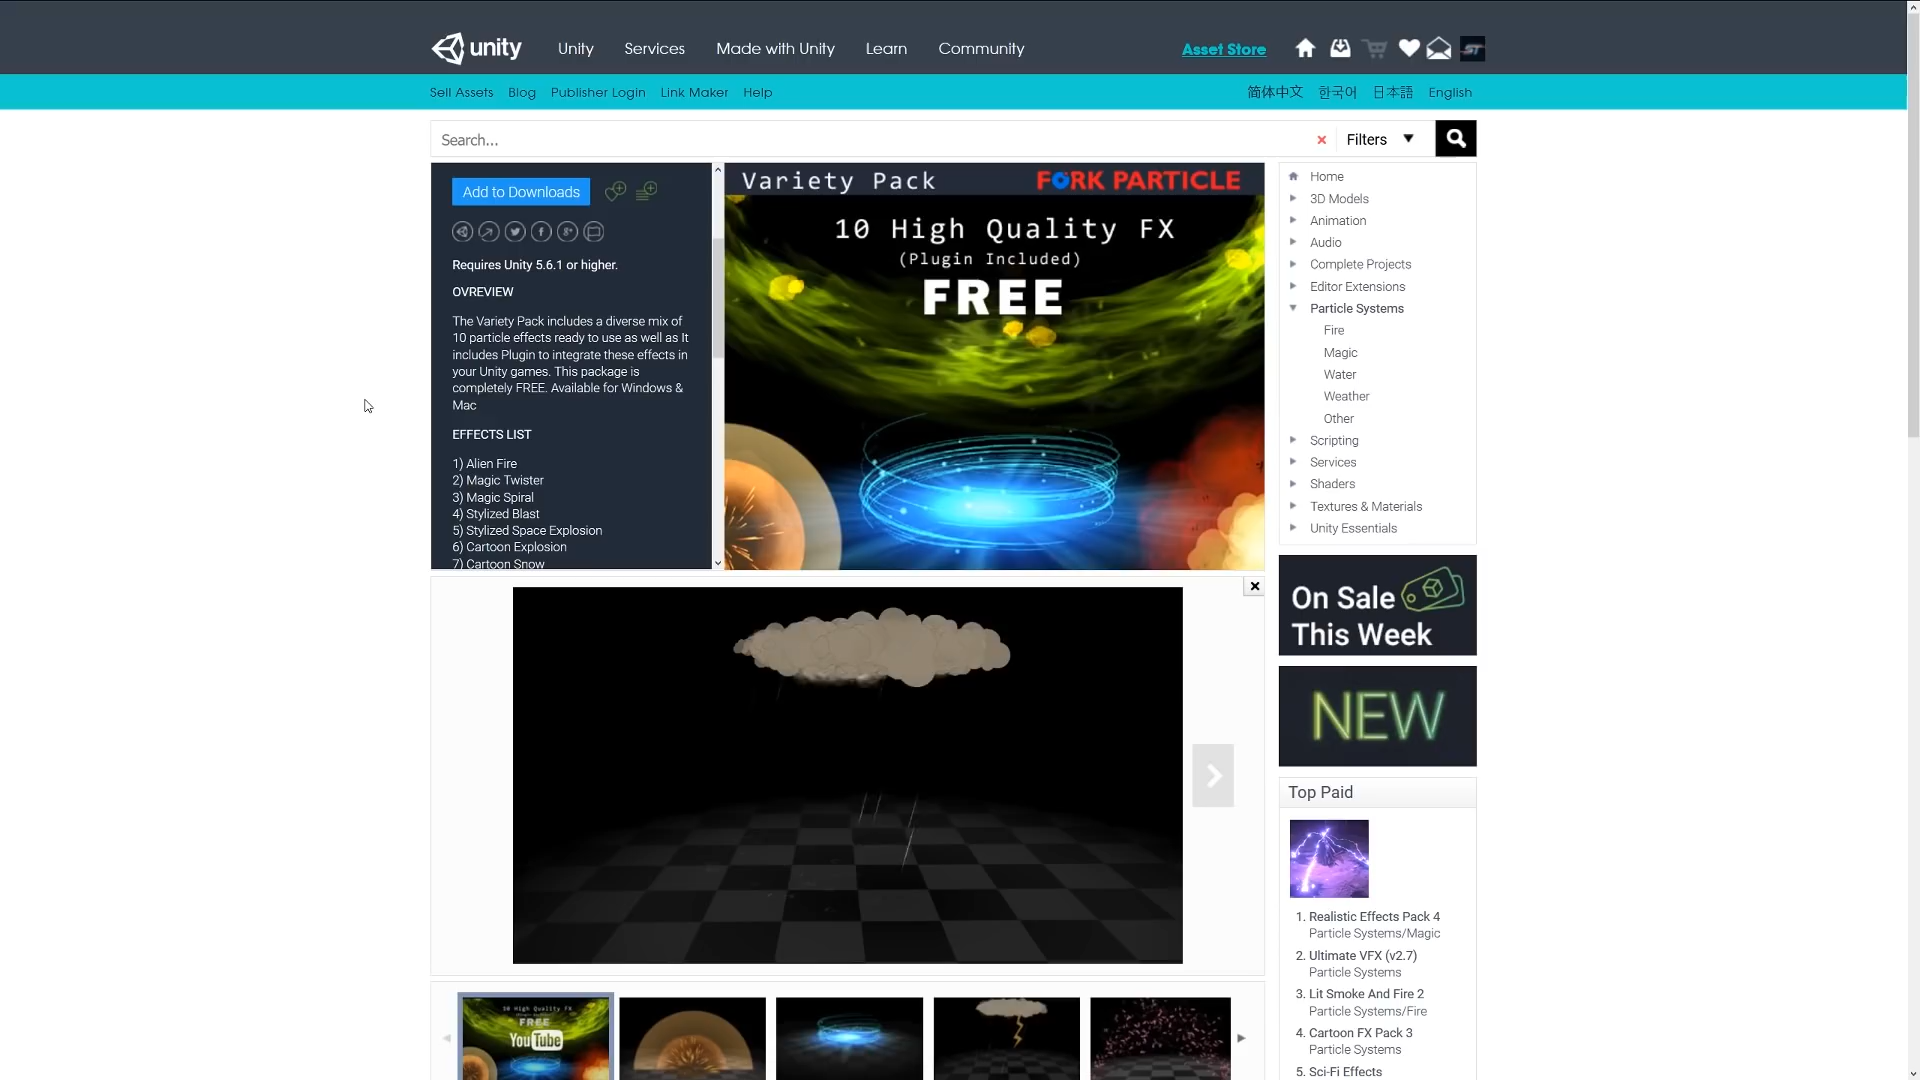 unity
Unity
Services
Made with Unity
Learn
Community
Asset Store
ST
Sell Assets
Blog
Publisher Login
Link Maker
Help
简体中文
한국어
日本語
English
Search...
Filters
Add to Downloads
Requires Unity 5.6.1 or higher.
OVREVIEW
The Variety Pack includes a diverse mix of
10 particle effects ready to use as well as It
includes Plugin to integrate these effects in
your Unity games. This package is
completely FREE. Available for Windows &
Mac
EFFECTS LIST
1) Alien Fire
2) Magic Twister
3) Magic Spiral
4) Stylized Blast
5) Stylized Space Explosion
6) Cartoon Explosion
7) Cartoon Snow
Variety Pack
FORK PARTICLE
10 High Quality FX
(Plugin Included)
FREE
Home
3D Models
Animation
Audio
Complete Projects
Editor Extensions
Particle Systems
Fire
Magic
Water
Weather
Other
Scripting
Services
Shaders
Textures & Materials
Unity Essentials
On Sale
This Week
NEW
Top Paid
1. Realistic Effects Pack 4
Particle Systems/Magic
2. Ultimate VFX (v2.7)
Particle Systems
3. Lit Smoke And Fire 2
Particle Systems/Fire
4. Cartoon FX Pack 3
Particle Systems
5. Sci-Fi Effects
10 High Quality FX
FREE
YouTube